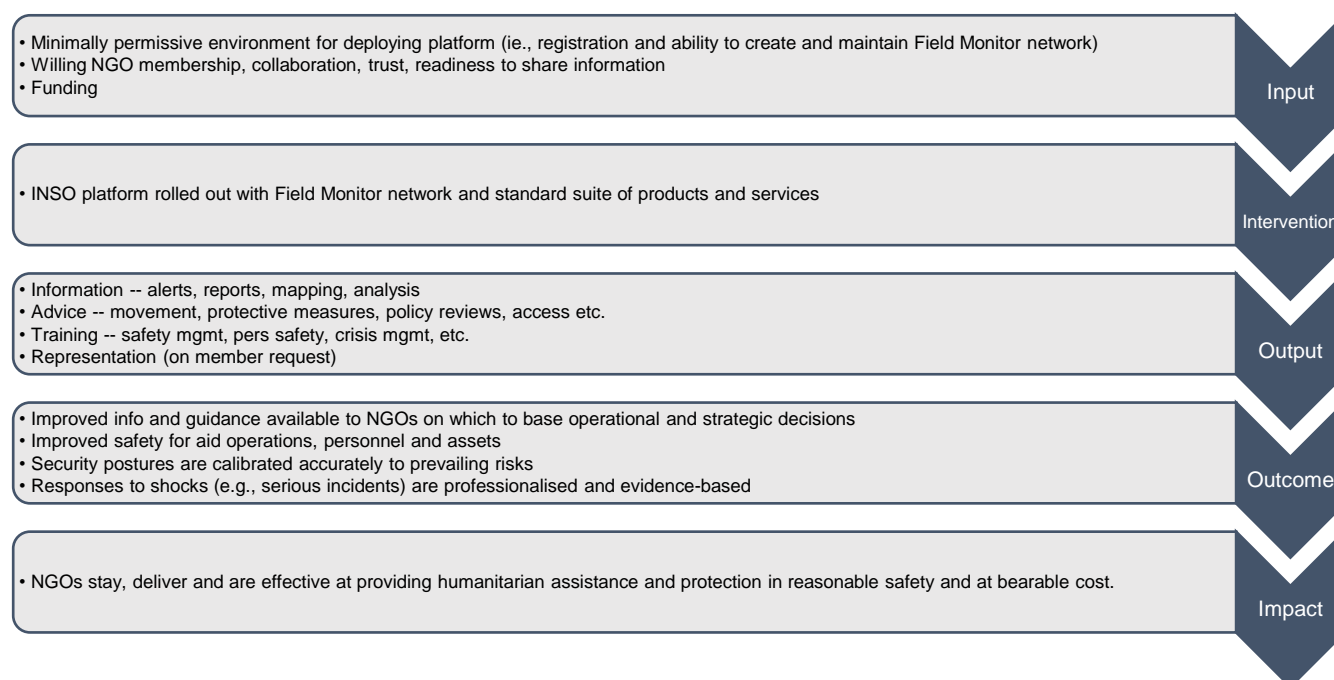 • Minimally permissive environment for deploying platform (ie., registration and ability to create and maintain Field Monitor network)
• Willing NGO membership, collaboration, trust, readiness to share information
• Funding
Input
• INSO platform rolled out with Field Monitor network and standard suite of products and services
Intervention
• Information -- alerts, reports, mapping, analysis
• Advice -- movement, protective measures, policy reviews, access etc.
• Training -- safety mgmt, pers safety, crisis mgmt, etc.
• Representation (on member request)
Output
• Improved info and guidance available to NGOs on which to base operational and strategic decisions
• Improved safety for aid operations, personnel and assets
• Security postures are calibrated accurately to prevailing risks
• Responses to shocks (e.g., serious incidents) are professionalised and evidence-based
Outcome
• NGOs stay, deliver and are effective at providing humanitarian assistance and protection in reasonable safety and at bearable cost.
Impact